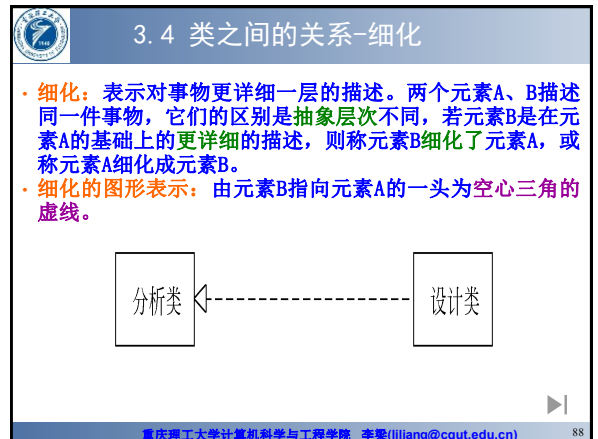 3.4 类之间的关系-细化
• 细化：表示对事物更详细一层的描述。两个元素A、B描述
同一件事物，它们的区别是抽象层次不同，若元素B是在元
素A的基础上的更详细的描述，则称元素B细化了元素A，或
称元素A细化成元素B。
• 细化的图形表示：由元素B指向元素A的一头为空心三角的
虚线。
分析类
设计类
重庆理工大学计算机科学与工程学院 李梁(liliang@cqut.edu.cn)
88